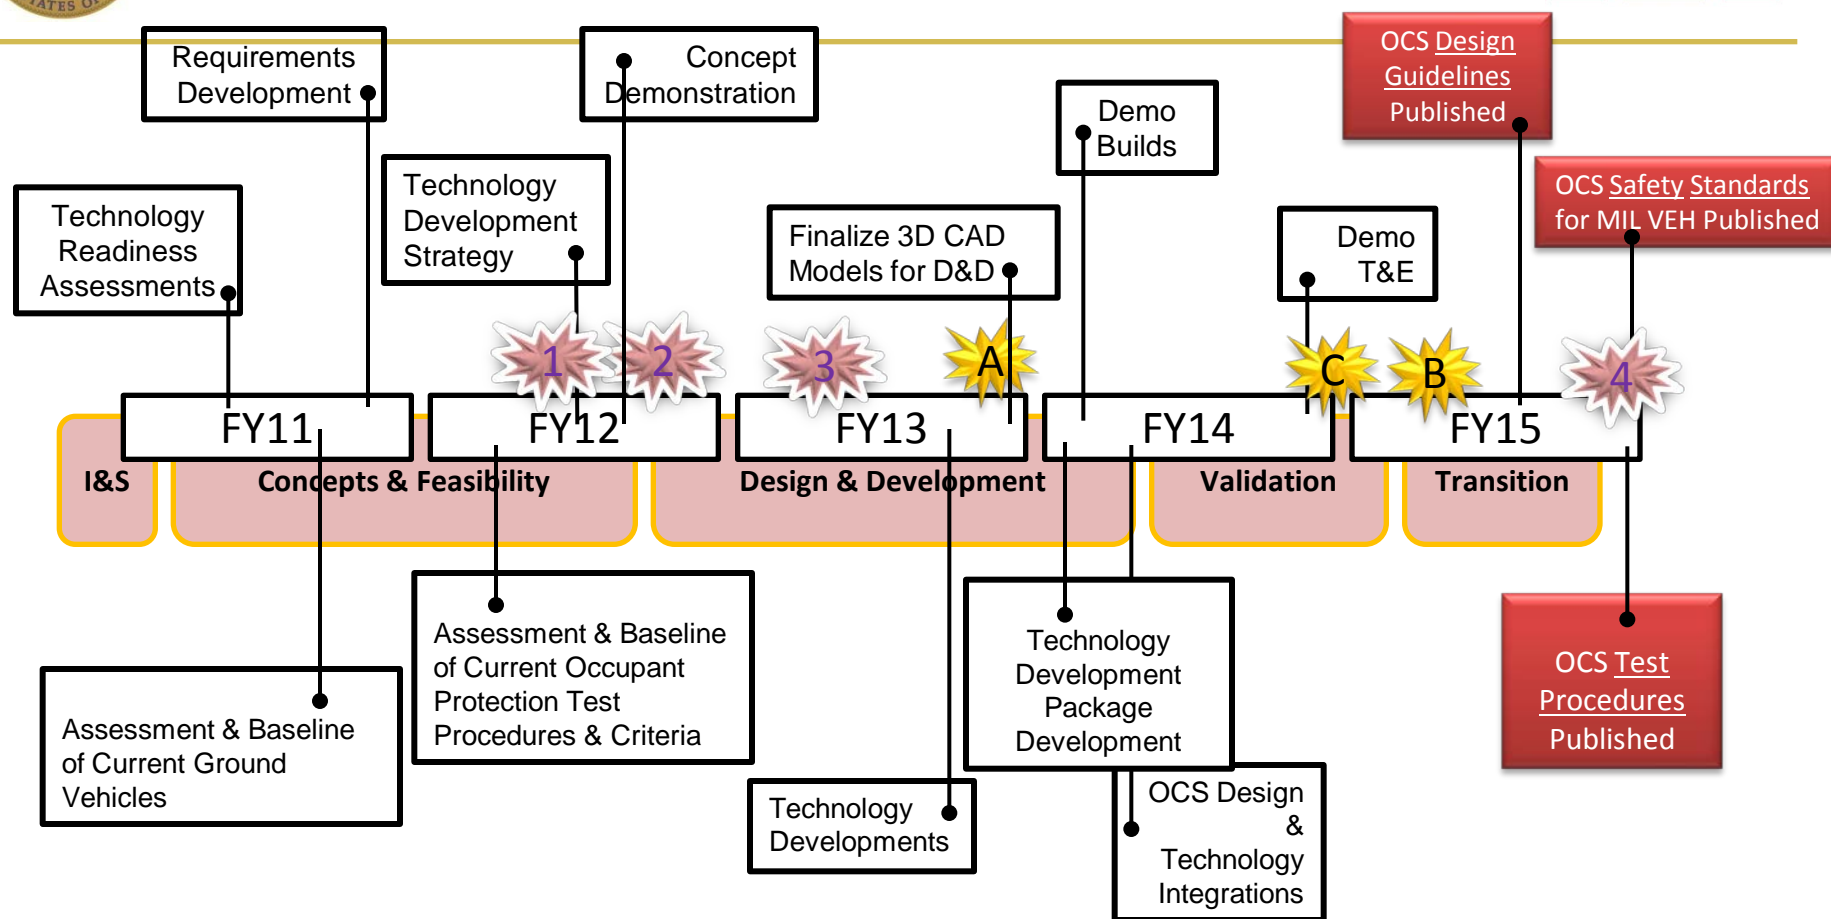 TATES OF
Requirements
Development
Concept
Demonstration
OCS Design
Guidelines
Published
Demo
Builds
Technology
Development
Strategy
OCS Safety Standards
for MIL VEH Published
Technology
Readiness
Assessments
Finalize 3D CAD
Models for D&D
Demo
T&E
1
2
3
A
C
B
4
FY11
FY12
FY13
FY14
FY15
I&S
Concepts & Feasibility
Design & Development
Validation
Transition
Assessment & Baseline
of Current Ground
Vehicles
Assessment & Baseline
of Current Occupant
Protection Test
Procedures & Criteria
Technology
Developments
Technology
Development
Package
Development
OCS Design
&
Technology
Integrations
OCS Test
Procedures
Published